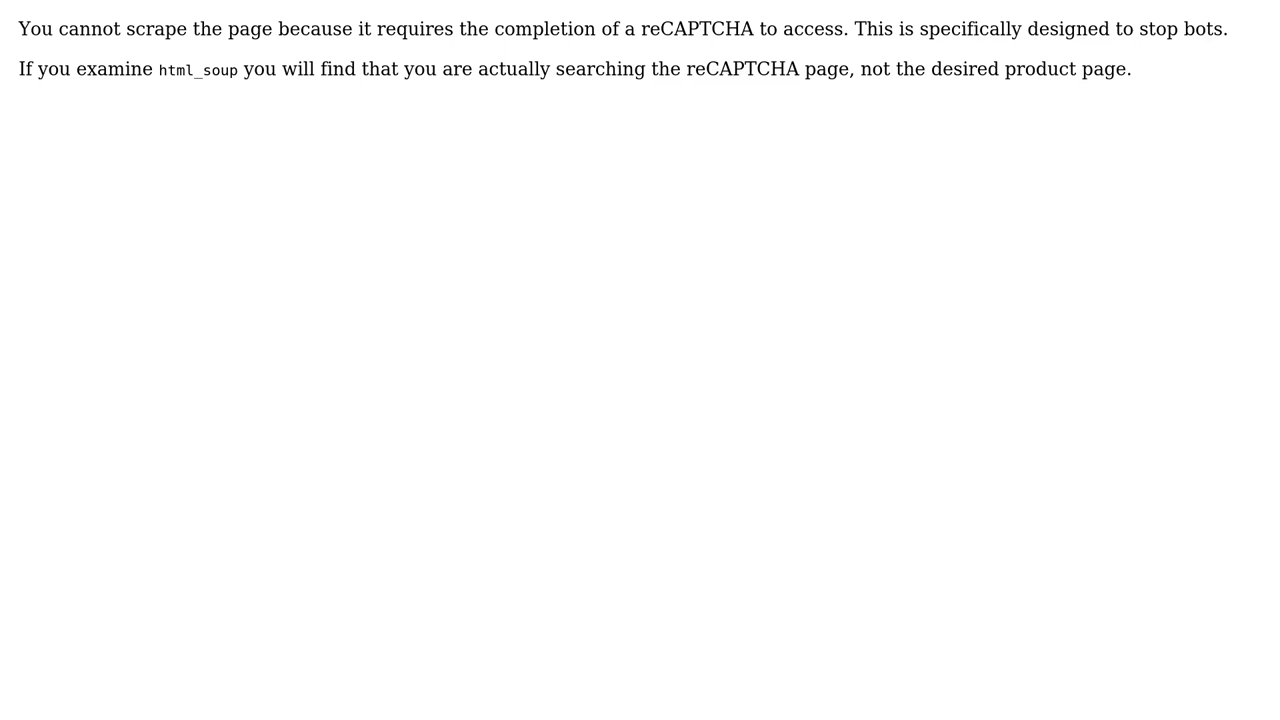 You cannot scrape the page because it requires the completion of a reCAPTCHA to access. This is specifically designed to stop bots.
If you examine html_soup you will find that you are actually searching the reCAPTCHA page, not the desired product page.